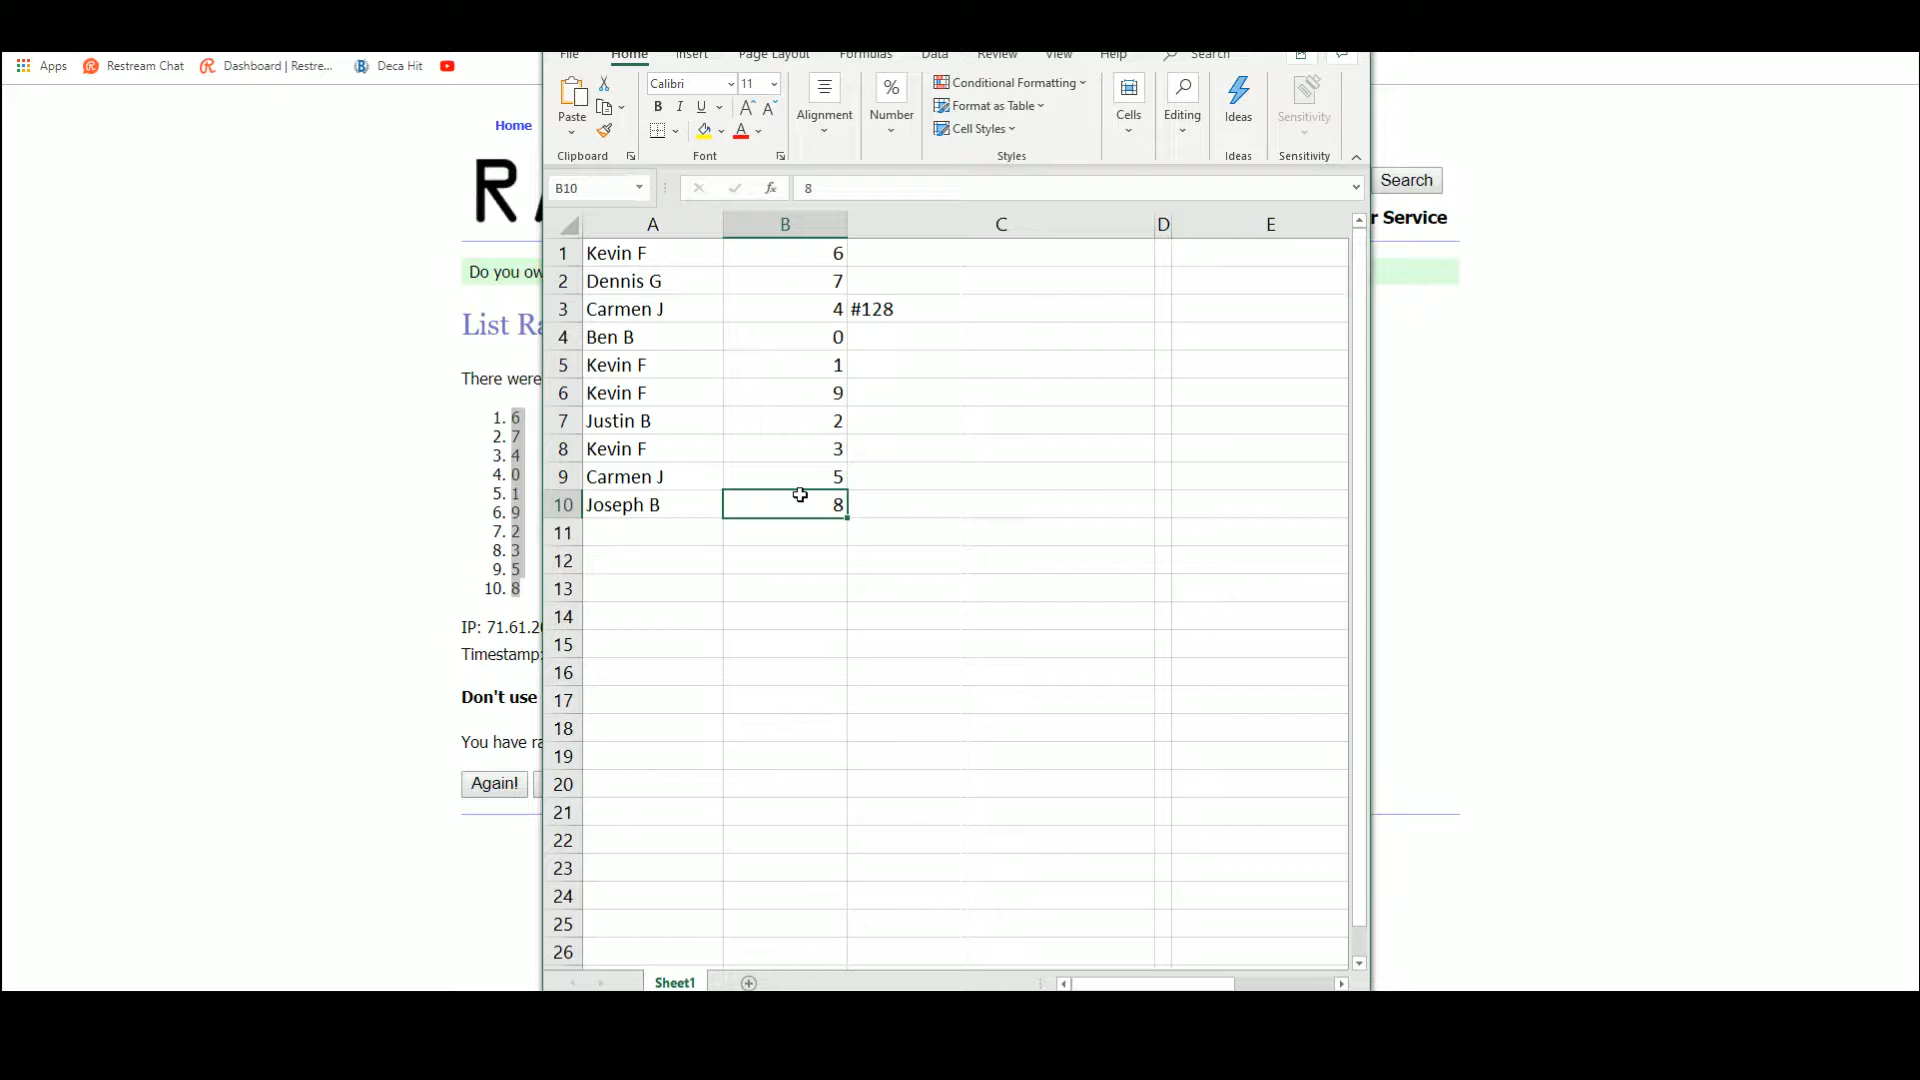 File Home Insert Page Layout Formulas Data Review View Help Search
Apps Restream Chat Dashboard | Restre... Deca Hit
Calibri 11
Conditional Formatting
Format as Table
Cell Styles
Paste B I U A A A Alignment % Number Cells Editing Ideas Sensitivity
Clipboard Font Styles Ideas Sensitivity
Home
Search
B10 fx 8
r Service
A B C D E
1 Kevin F 6
2 Dennis G 7
3 Carmen J 4 #128
4 Ben B 0
5 Kevin F 1
6 Kevin F 9
7 Justin B 2
8 Kevin F 3
9 Carmen J 5
10 Joseph B 8
11
12
13
14
15
16
17
18
19
20
21
22
23
24
25
26
Sheet1
R
Do you ow
List Ra
There were
1. 6
2. 7
3. 4
4. 0
5. 1
6. 9
7. 2
8. 3
9. 5
10. 8
IP: 71.61.2
Timestamp:
Don't use
You have ra
Again!